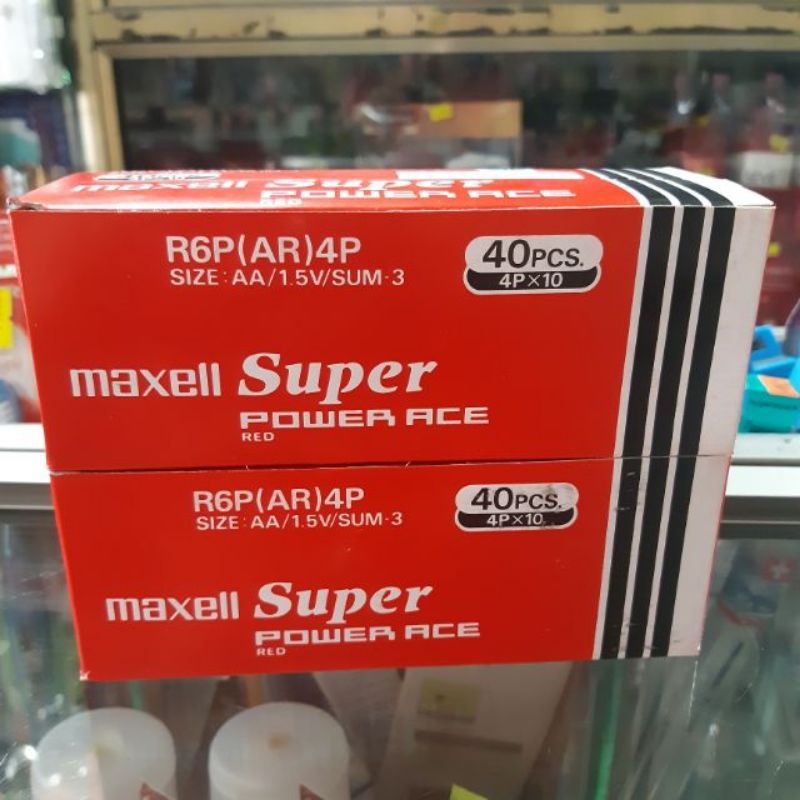 maxell Super
POWER ACE
RED
R6P(AR)4P
SIZE:AA/1.5V/SUM-3
40PCS.
4P×10
maxell Super
POWER ACE
RED
R6P(AR)4P
SIZE:AA/1.5V/SUM-3
40PCS.
4P×10
maxell Super
POWER ACE
RED